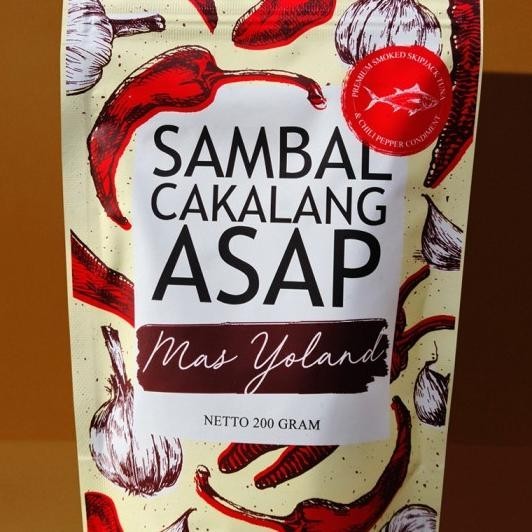 PREMIUM SMOKED SKIPJACK TUNA
& CHILI PEPPER CONDIMENT
SAMBAL
CAKALANG
ASAP
Mas Yoland
NETTO 200 GRAM